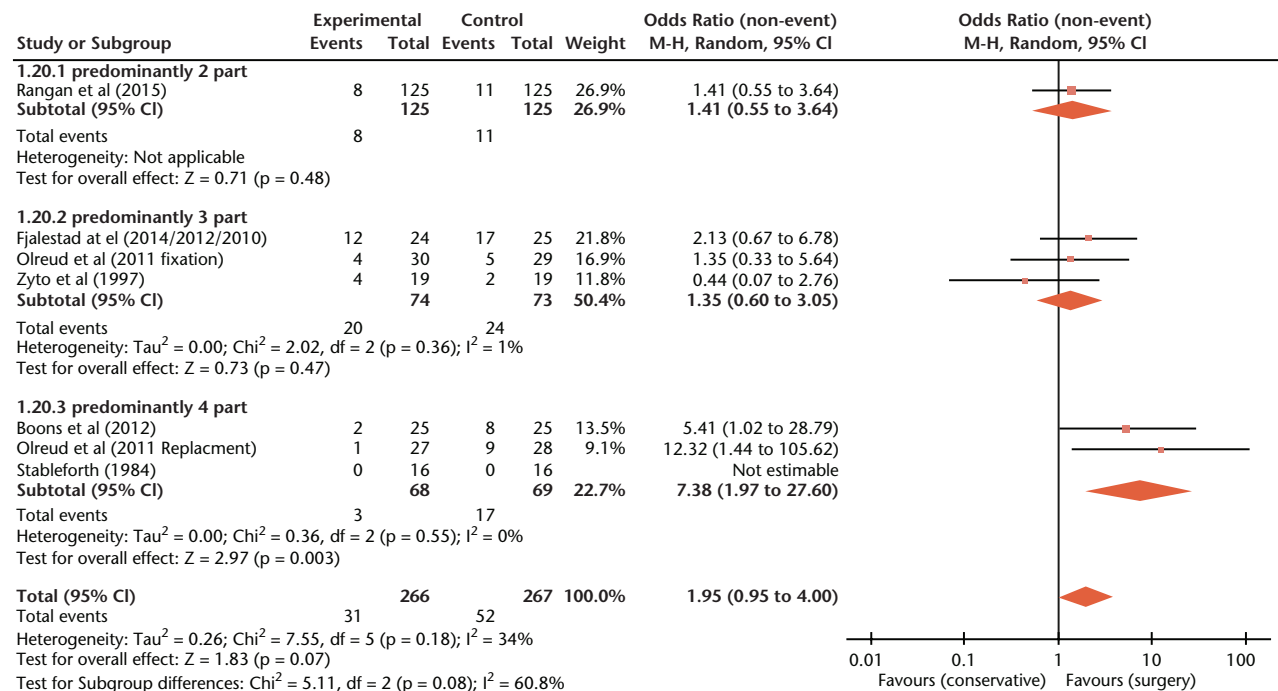 Experimental Control Odds Ratio (non-event) Odds Ratio (non-event)
Study or Subgroup Events Total Events Total Weight M-H, Random, 95% CI M-H, Random, 95% CI
1.20.1 predominantly 2 part
Rangan et al (2015) 8 125 11 125 26.9% 1.41 (0.55 to 3.64)
Subtotal (95% CI) 125 125 26.9% 1.41 (0.55 to 3.64)
Total events 8 11
Heterogeneity: Not applicable
Test for overall effect: Z = 0.71 (p = 0.48)
1.20.2 predominantly 3 part
Fjalestad at el (2014/2012/2010) 12 24 17 25 21.8% 2.13 (0.67 to 6.78)
Olreud et al (2011 fixation) 4 30 5 29 16.9% 1.35 (0.33 to 5.64)
Zyto et al (1997) 4 19 2 19 11.8% 0.44 (0.07 to 2.76)
Subtotal (95% CI) 74 73 50.4% 1.35 (0.60 to 3.05)
Total events 20 24
Heterogeneity: Tau² = 0.00; Chi² = 2.02, df = 2 (p = 0.36); I² = 1%
Test for overall effect: Z = 0.73 (p = 0.47)
1.20.3 predominantly 4 part
Boons et al (2012) 2 25 8 25 13.5% 5.41 (1.02 to 28.79)
Olreud et al (2011 Replacment) 1 27 9 28 9.1% 12.32 (1.44 to 105.62)
Stableforth (1984) 0 16 0 16 Not estimable
Subtotal (95% CI) 68 69 22.7% 7.38 (1.97 to 27.60)
Total events 3 17
Heterogeneity: Tau² = 0.00; Chi² = 0.36, df = 2 (p = 0.55); I² = 0%
Test for overall effect: Z = 2.97 (p = 0.003)
Total (95% CI) 266 267 100.0% 1.95 (0.95 to 4.00)
Total events 31 52
Heterogeneity: Tau² = 0.26; Chi² = 7.55, df = 5 (p = 0.18); I² = 34%
Test for overall effect: Z = 1.83 (p = 0.07)
Test for Subgroup differences: Chi² = 5.11, df = 2 (p = 0.08); I² = 60.8%
0.01 0.1 1 10 100
Favours (conservative) Favours (surgery)